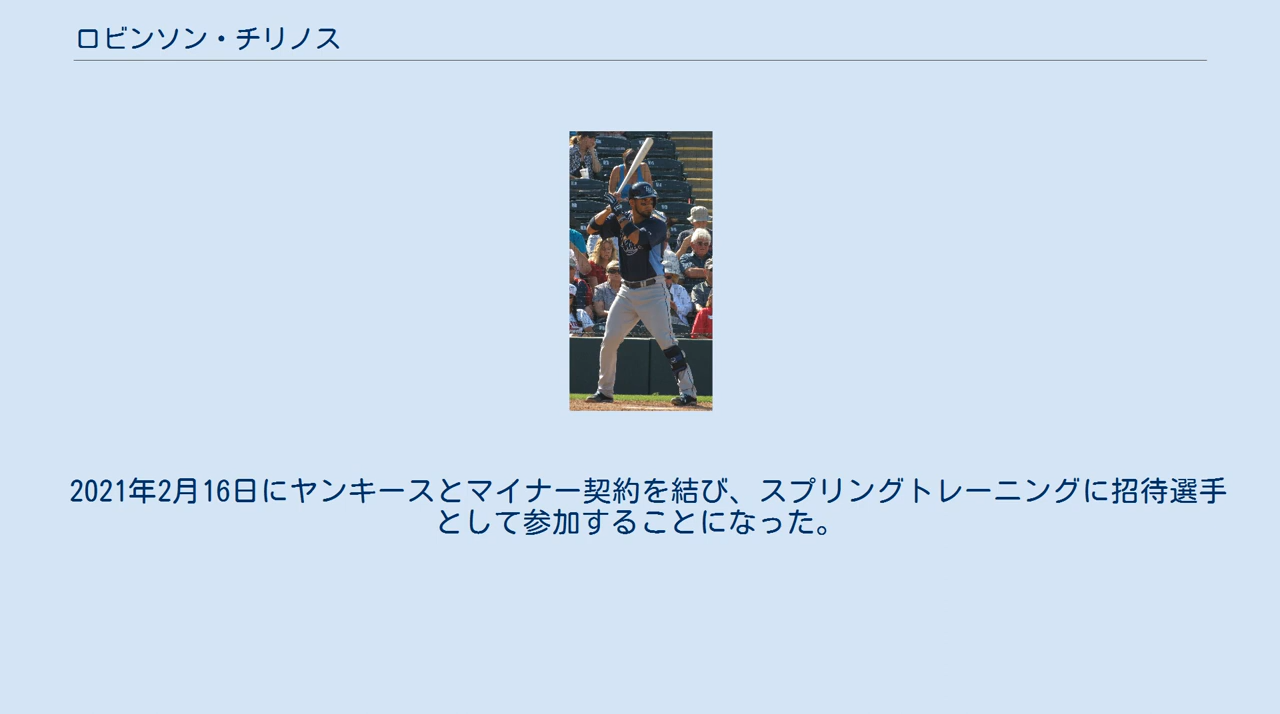 ロビンソン・チリノス
2021年2月16日にヤンキースとマイナー契約を結び、スプリングトレーニングに招待選手
として参加することになった。